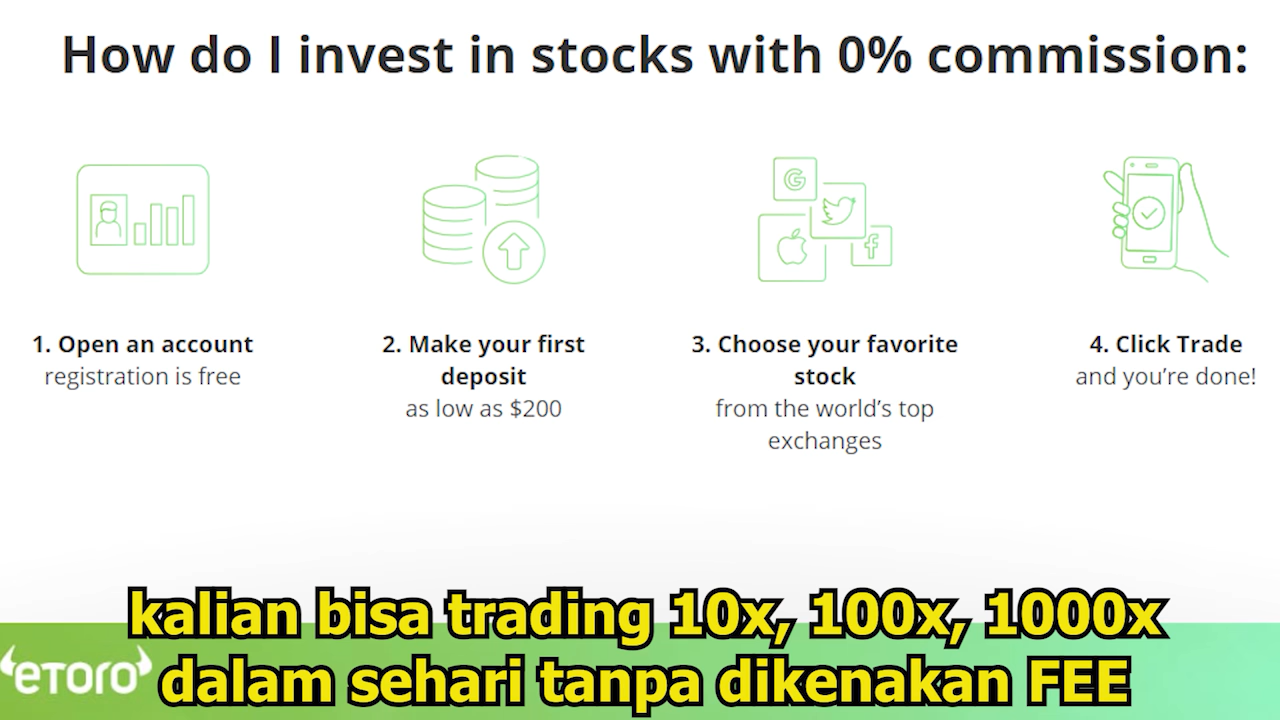 How do I invest in stocks with 0% commission:
G
f
1. Open an account
registration is free
2. Make your first
deposit
as low as $200
3. Choose your favorite
stock
from the world’s top
exchanges
4. Click Trade
and you’re done!
kalian bisa trading 10x, 100x, 1000x
dalam sehari tanpa dikenakan FEE
eToro